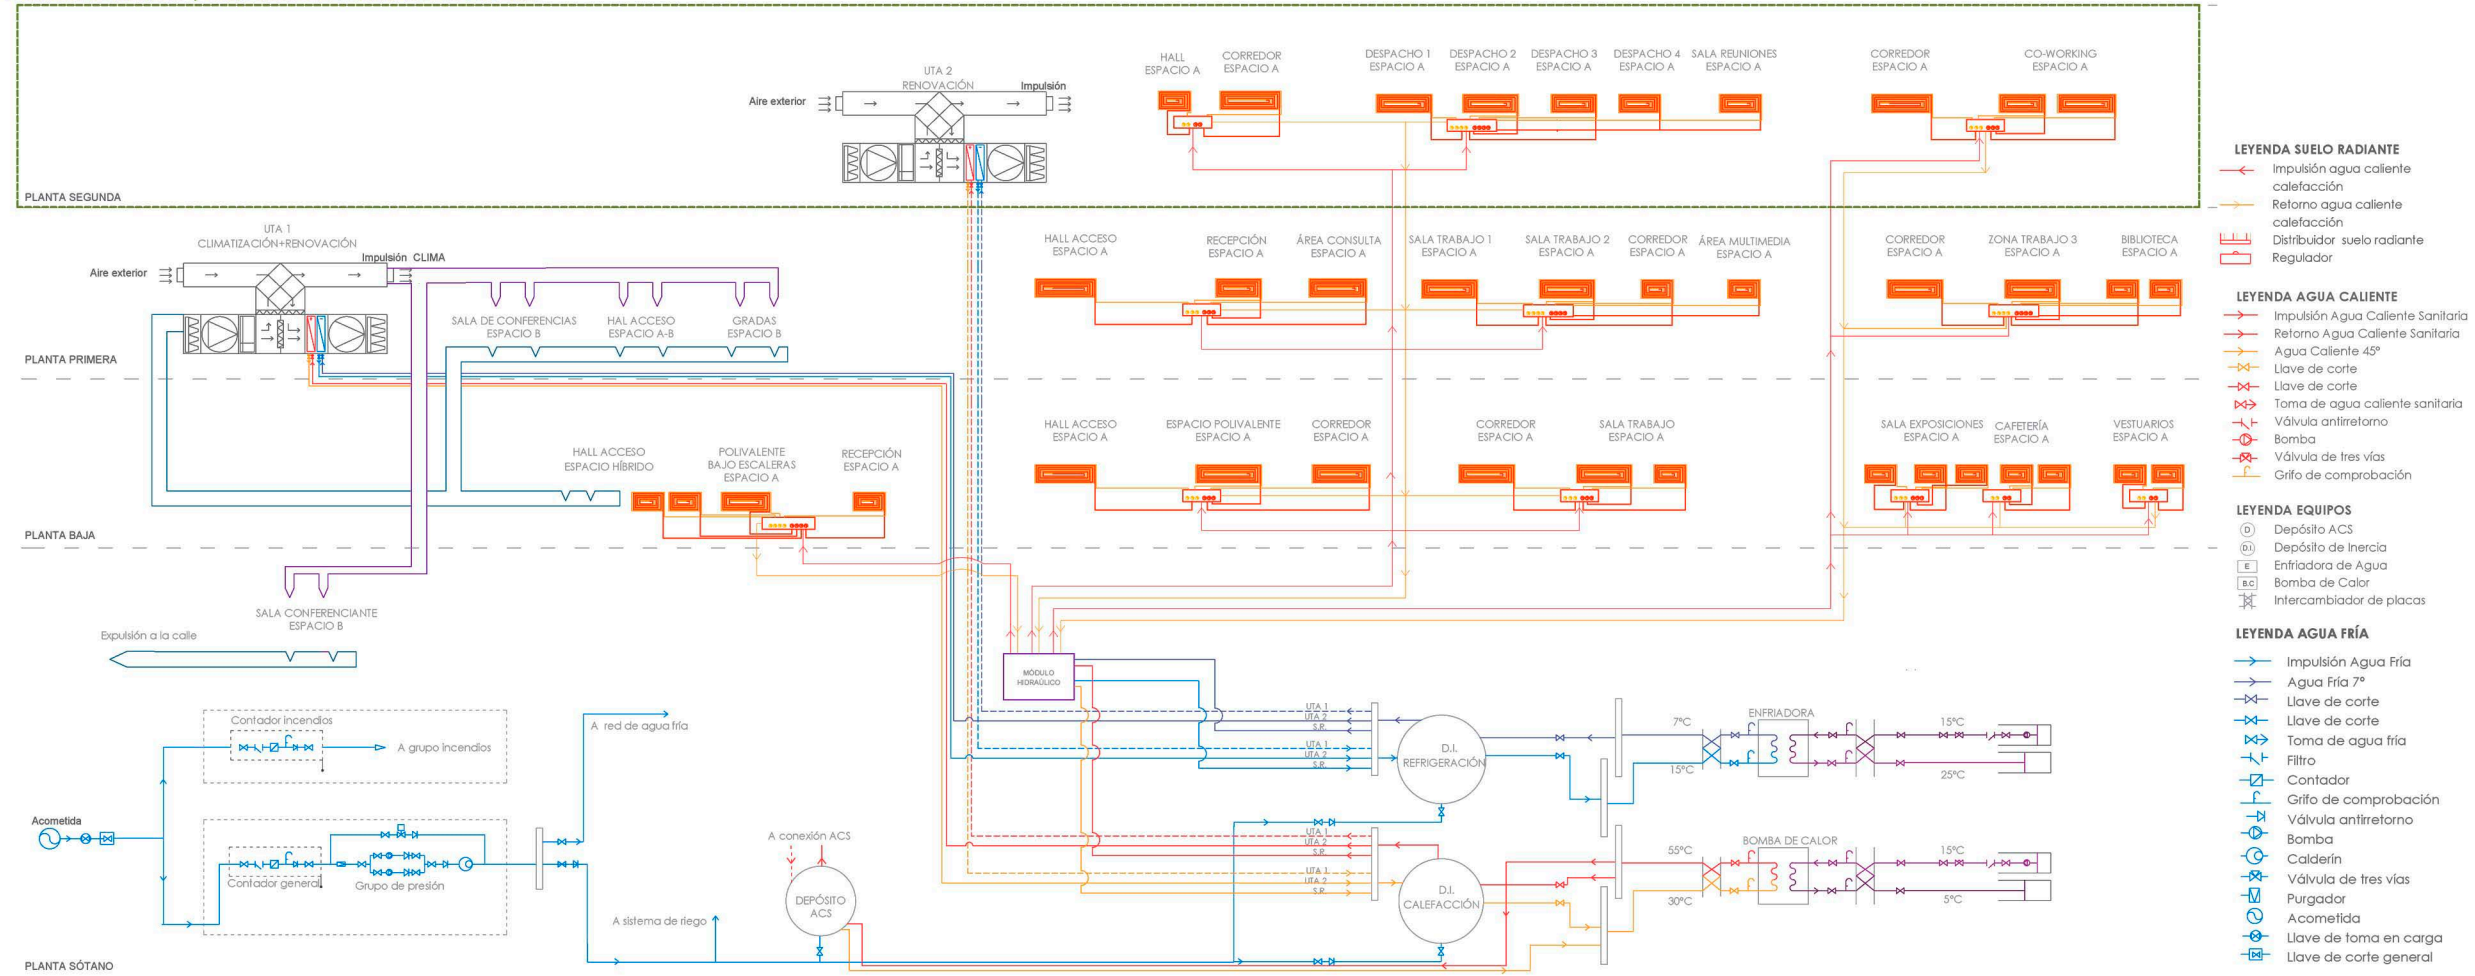 UTA 2
RENOVACIÓN
Aire exterior
Impulsión
HALL
ESPACIO A
CORREDOR
ESPACIO A
DESPACHO 1
ESPACIO A
DESPACHO 2
ESPACIO A
DESPACHO 3
ESPACIO A
DESPACHO 4
ESPACIO A
SALA REUNIONES
ESPACIO A
CORREDOR
ESPACIO A
CO-WORKING
ESPACIO A
PLANTA SEGUNDA
UTA 1
CLIMATIZACIÓN+RENOVACIÓN
Aire exterior
Impulsión CLIMA
SALA DE CONFERENCIAS
ESPACIO B
HAL ACCESO
ESPACIO A-B
GRADAS
ESPACIO B
HALL ACCESO
ESPACIO A
RECEPCIÓN
ESPACIO A
ÁREA CONSULTA
ESPACIO A
SALA TRABAJO 1
ESPACIO A
SALA TRABAJO 2
ESPACIO A
CORREDOR
ESPACIO A
ÁREA MULTIMEDIA
ESPACIO A
CORREDOR
ESPACIO A
ZONA TRABAJO 3
ESPACIO A
BIBLIOTECA
ESPACIO A
PLANTA PRIMERA
HALL ACCESO
ESPACIO HÍBRIDO
POLIVALENTE
BAJO ESCALERAS
ESPACIO A
RECEPCIÓN
ESPACIO A
HALL ACCESO
ESPACIO A
ESPACIO POLIVALENTE
ESPACIO A
CORREDOR
ESPACIO A
CORREDOR
ESPACIO A
SALA TRABAJO
ESPACIO A
SALA EXPOSICIONES
ESPACIO A
CAFETERÍA
ESPACIO A
VESTUARIOS
ESPACIO A
PLANTA BAJA
SALA CONFERENCIANTE
ESPACIO B
Expulsión a la calle
MÓDULO
HIDRAÚLICO
Contador incendios
A grupo incendios
A red de agua fría
Acometida
Contador general
Grupo de presión
A sistema de riego
A conexión ACS
DEPÓSITO
ACS
UTA 1
UTA 2
S.R.
UTA 1
UTA 2
S.R.
D.I.
REFRIGERACIÓN
7ºC
15ºC
ENFRIADORA
15ºC
25ºC
UTA 1
UTA 2
S.R.
UTA 1
UTA 2
S.R.
D.I.
CALEFACCIÓN
55ºC
30ºC
BOMBA DE CALOR
15ºC
5ºC
PLANTA SÓTANO
LEYENDA SUELO RADIANTE
Impulsión agua caliente
calefacción
Retorno agua caliente
calefacción
Distribuidor suelo radiante
Regulador
LEYENDA AGUA CALIENTE
Impulsión Agua Caliente Sanitaria
Retorno Agua Caliente Sanitaria
Agua Caliente 45º
Llave de corte
Llave de corte
Toma de agua caliente sanitaria
Válvula antirretorno
Bomba
Válvula de tres vías
Grifo de comprobación
LEYENDA EQUIPOS
D Depósito ACS
D.I. Depósito de Inercia
E Enfriadora de Agua
B.C Bomba de Calor
Intercambiador de placas
LEYENDA AGUA FRÍA
Impulsión Agua Fría
Agua Fría 7º
Llave de corte
Llave de corte
Toma de agua fría
Filtro
Contador
Grifo de comprobación
Válvula antirretorno
Bomba
Calderín
Válvula de tres vías
Purgador
Acometida
Llave de toma en carga
Llave de corte general